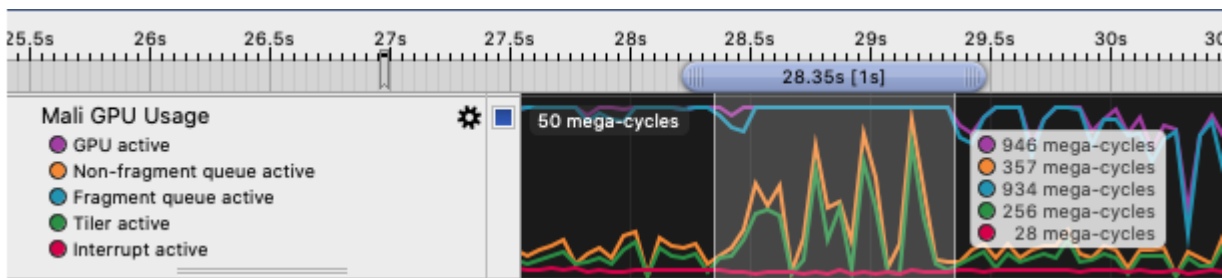 25.5s 26s 26.5s 27s 27.5s 28s 28.5s 29s 29.5s 30s
28.35s [1s]
Mali GPU Usage
50 mega-cycles
GPU active
Non-fragment queue active
Fragment queue active
Tiler active
Interrupt active
946 mega-cycles
357 mega-cycles
934 mega-cycles
256 mega-cycles
28 mega-cycles